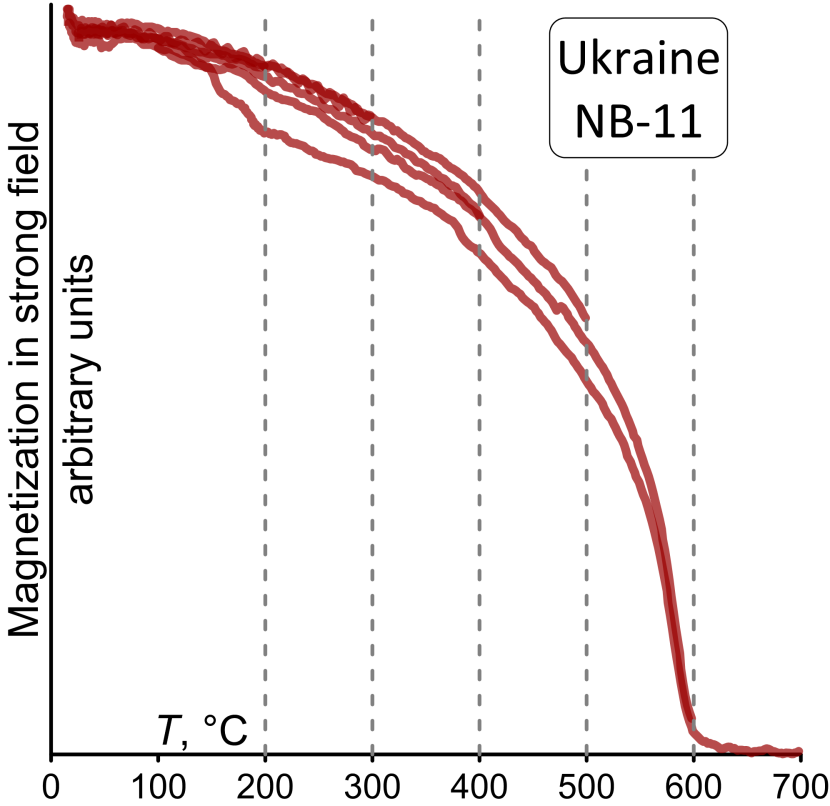 Ukraine
NB-11
Magnetization in strong field
arbitrary units
T, °C
0 100 200 300 400 500 600 700